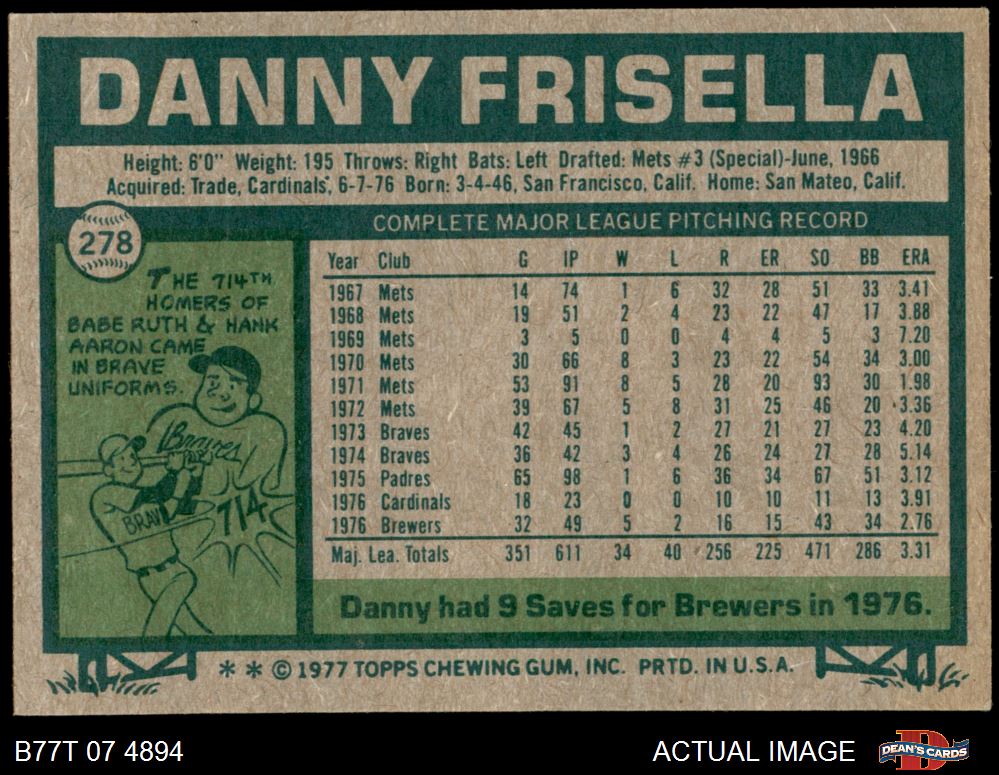 DANNY FRISELLA
Height: 6'0" Weight: 195 Throws: Right Bats: Left Drafted: Mets #3 (Special)-June, 1966
Acquired: Trade, Cardinals, 6-7-76 Born: 3-4-46, San Francisco, Calif. Home: San Mateo, Calif.
278
COMPLETE MAJOR LEAGUE PITCHING RECORD
THE 714TH
HOMERS OF
BABE RUTH & HANK
AARON CAME
IN BRAVE
UNIFORMS.
Braves
BRAV
714
Year Club G IP W L R ER SO BB ERA
1967 Mets 14 74 1 6 32 28 51 33 3.41
1968 Mets 19 51 2 4 23 22 47 17 3.88
1969 Mets 3 5 0 0 4 4 5 3 7.20
1970 Mets 30 66 8 3 23 22 54 34 3.00
1971 Mets 53 91 8 5 28 20 93 30 1.98
1972 Mets 39 67 5 8 31 25 46 20 3.36
1973 Braves 42 45 1 2 27 21 27 23 4.20
1974 Braves 36 42 3 4 26 24 27 28 5.14
1975 Padres 65 98 1 6 36 34 67 51 3.12
1976 Cardinals 18 23 0 0 10 10 11 13 3.91
1976 Brewers 32 49 5 2 16 15 43 34 2.76
Maj. Lea. Totals 351 611 34 40 256 225 471 286 3.31
Danny had 9 Saves for Brewers in 1976.
** © 1977 TOPPS CHEWING GUM, INC. PRTD. IN U.S.A.
B77T 07 4894
ACTUAL IMAGE
D
DEAN'S CARDS